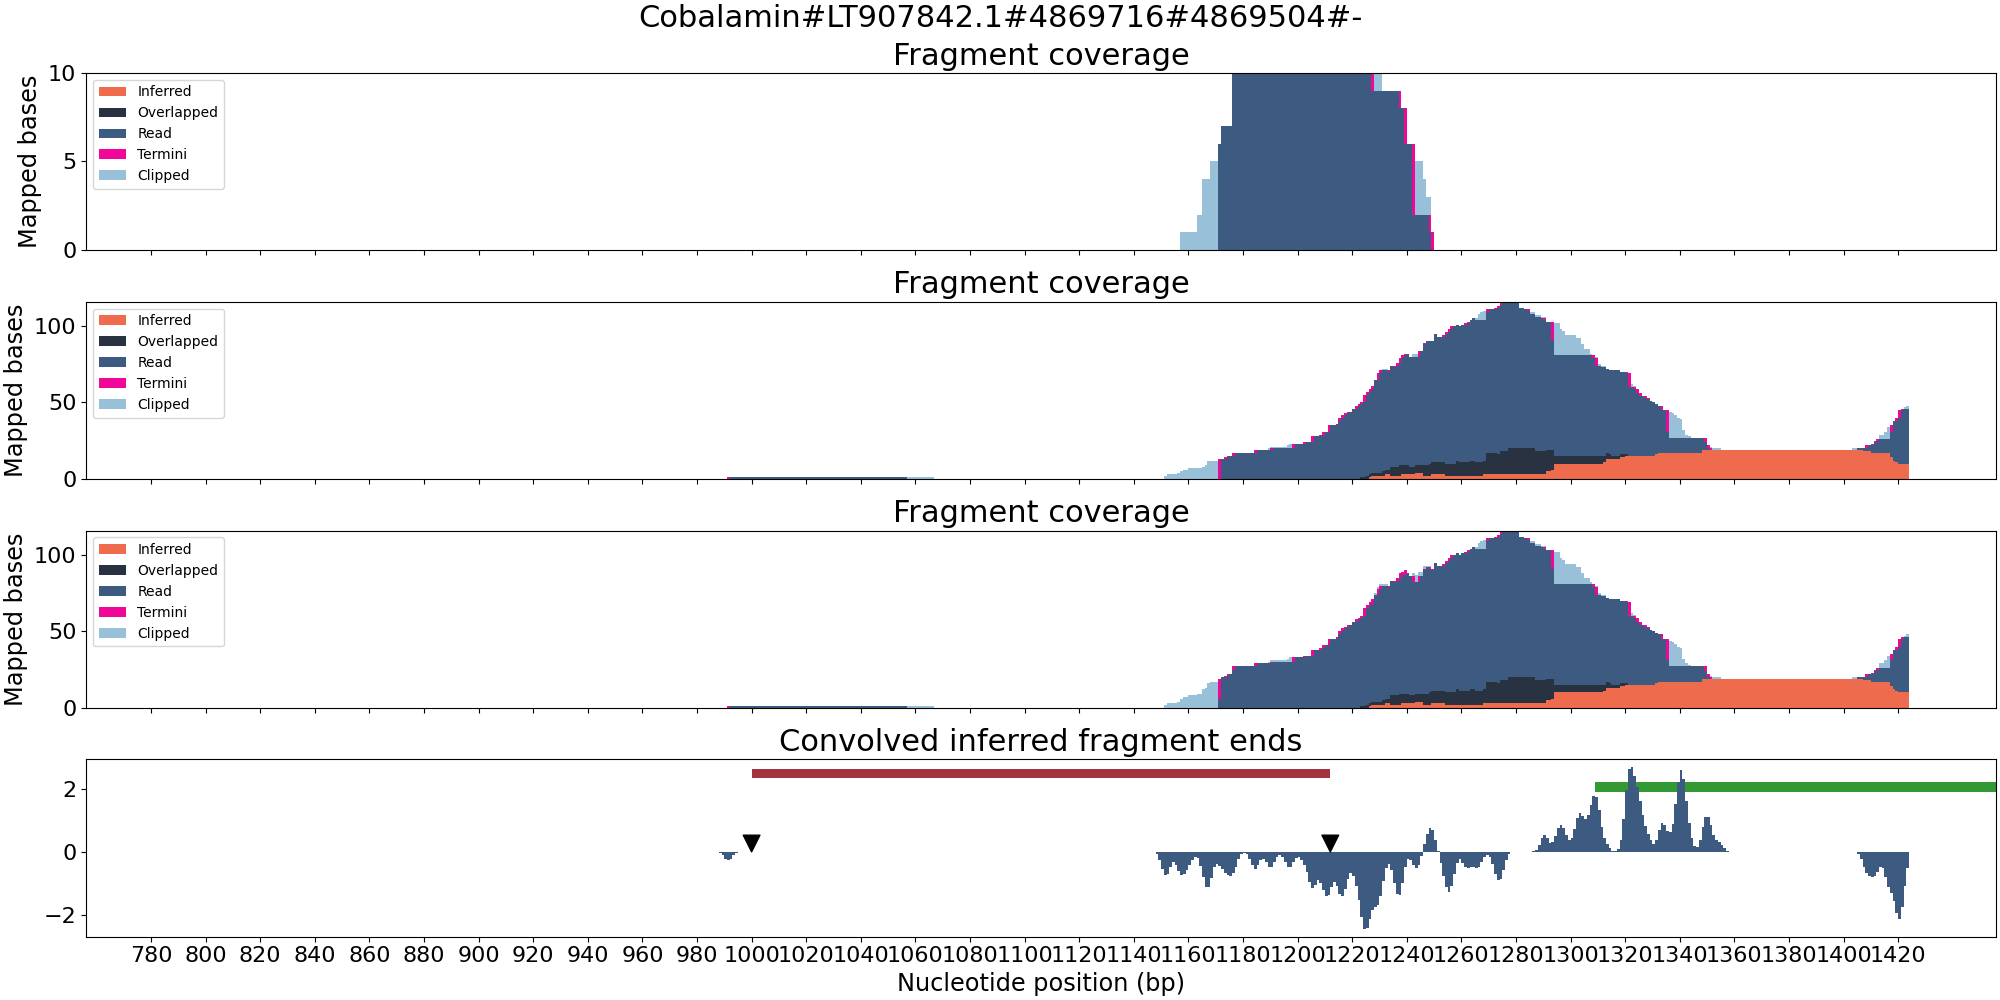 Cobalamin#LT907842.1#4869716#4869504#-
Fragment coverage
Mapped bases
10
5
0
Inferred
Overlapped
Read
Termini
Clipped
Fragment coverage
Mapped bases
100
50
0
Inferred
Overlapped
Read
Termini
Clipped
Fragment coverage
Mapped bases
100
50
0
Inferred
Overlapped
Read
Termini
Clipped
Convolved inferred fragment ends
2
0
−2
780 800 820 840 860 880 900 920 940 960 980 1000 1020 1040 1060 1080 1100 1120 1140 1160 1180 1200 1220 1240 1260 1280 1300 1320 1340 1360 1380 1400 1420
Nucleotide position (bp)